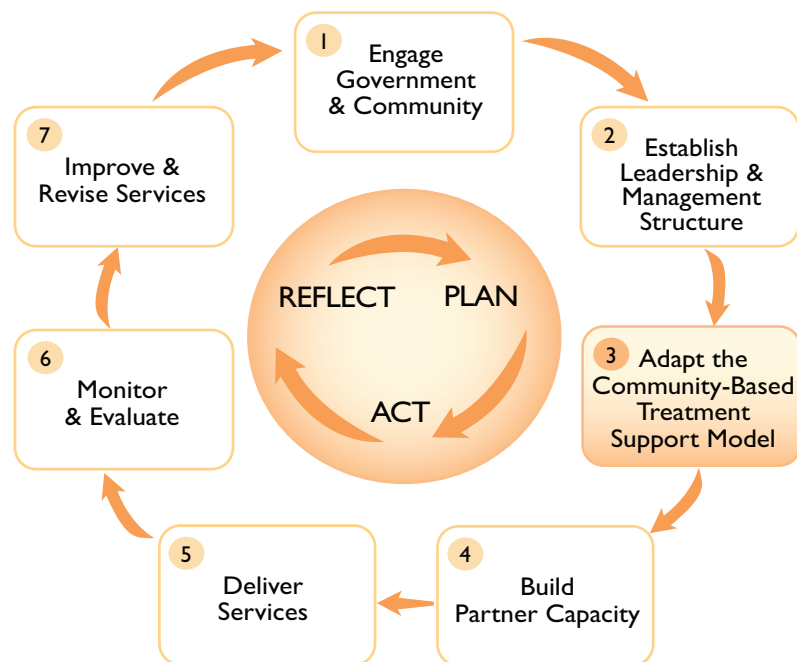 1
Engage
Government
& Community
2
Establish
Leadership &
Management
Structure
3
Adapt the
Community-Based
Treatment
Support Model
4
Build
Partner Capacity
5
Deliver
Services
6
Monitor
& Evaluate
7
Improve &
Revise Services
REFLECT
PLAN
ACT